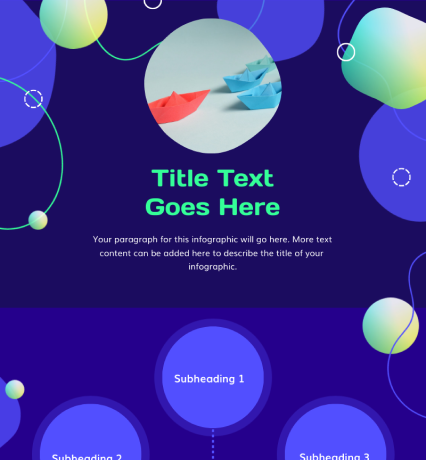 Title Text
Goes Here
Your paragraph for this infographic will go here. More text
content can be added here to describe the title of your
infographic.
Subheading 1
Subheading 2
Subheading 3